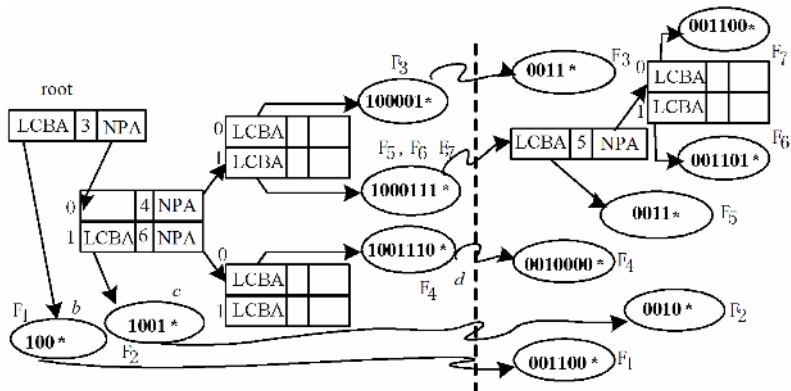 root
LCBA 3 NPA
0 4 NPA
1 LCBA 6 NPA
0 LCBA
1 LCBA
0 LCBA
1 LCBA
F3
100001*
F5, F6 F7
1000111*
1001110*
F4
d
F1
b
100*
c
1001*
F2
0011*
F3
LCBA 5 NPA
0 LCBA
1 LCBA
001100*
F7
001101*
F6
0011*
F5
0010000*
F4
0010*
F2
001100*
F1